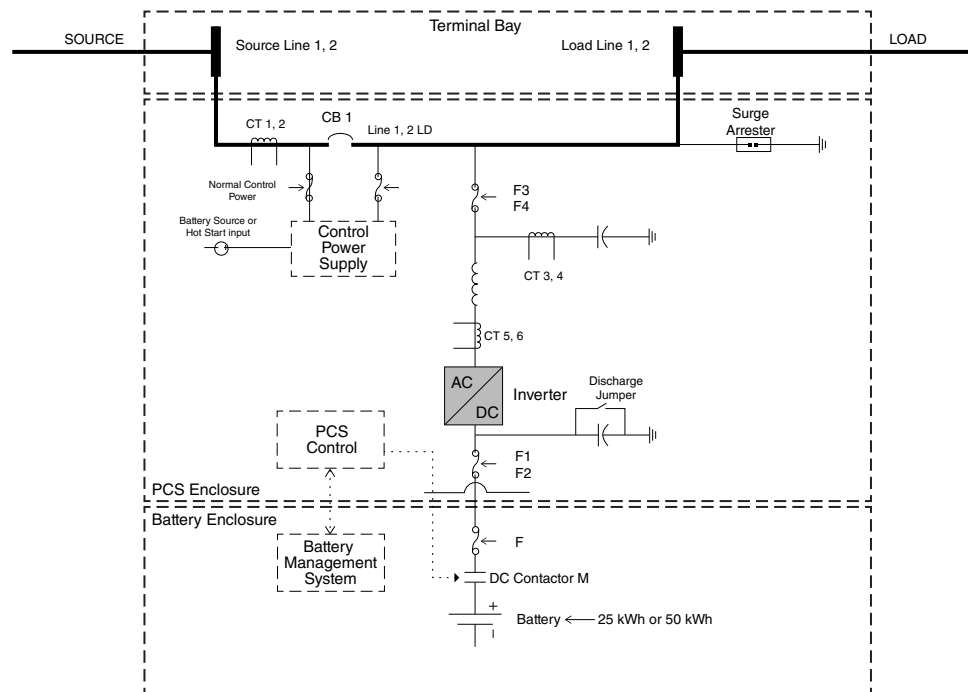 Terminal Bay
SOURCE
Source Line 1, 2
Load Line 1, 2
LOAD
CT 1, 2
CB 1
Line 1, 2 LD
Surge
Arrester
Normal Control
Power
F3
F4
Battery Source or
Hot Start input
Control
Power
Supply
CT 3, 4
CT 5, 6
AC
DC
Inverter
Discharge
Jumper
PCS
Control
F1
F2
PCS Enclosure
Battery Enclosure
F
Battery
Management
System
DC Contactor M
+
Battery
25 kWh or 50 kWh